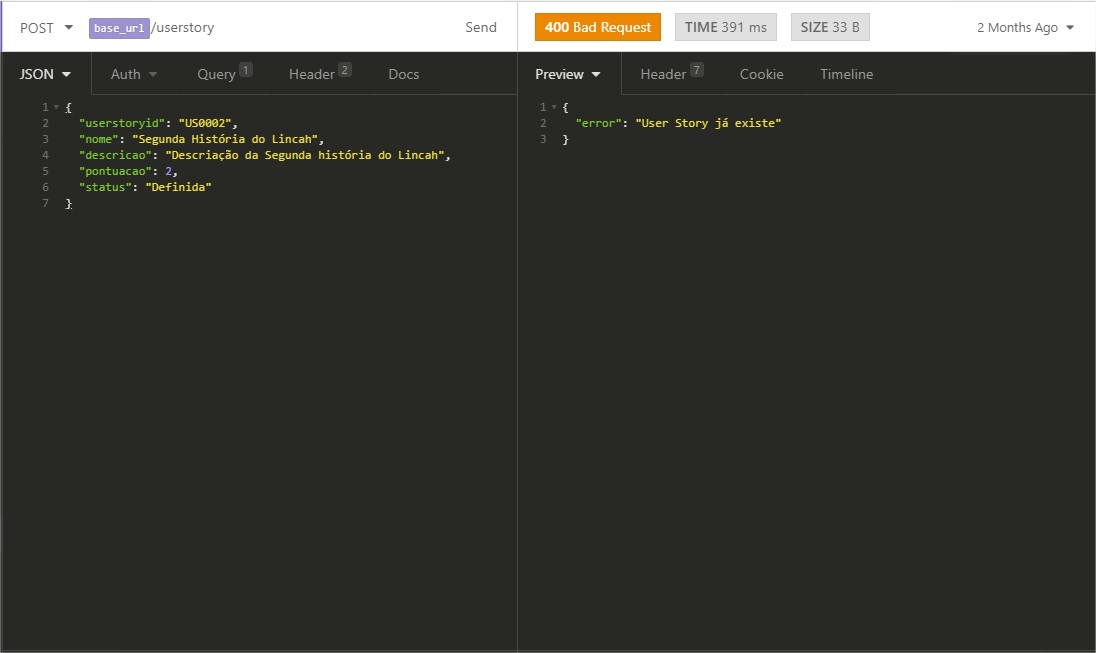 POST base_url/userstory Send
400 Bad Request TIME 391 ms SIZE 33 B 2 Months Ago
JSON Auth Query 1 Header 2 Docs
Preview Header 7 Cookie Timeline
1 {
2 "userstoryid": "US0002",
3 "nome": "Segunda História do Lincah",
4 "descricao": "Descriação da Segunda história do Lincah",
5 "pontuacao": 2,
6 "status": "Definida"
7 }
1 {
2 "error": "User Story já existe"
3 }